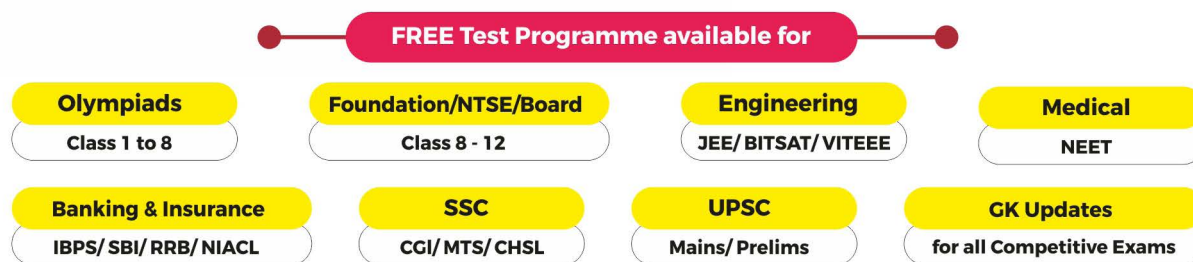 FREE Test Programme available for
Olympiads
Class 1 to 8
Foundation/NTSE/Board
Class 8 - 12
Engineering
JEE/ BITSAT/ VITEEE
Medical
NEET
Banking & Insurance
IBPS/ SBI/ RRB/ NIACL
SSC
CGl/ MTS/ CHSL
UPSC
Mains/ Prelims
GK Updates
for all Competitive Exams